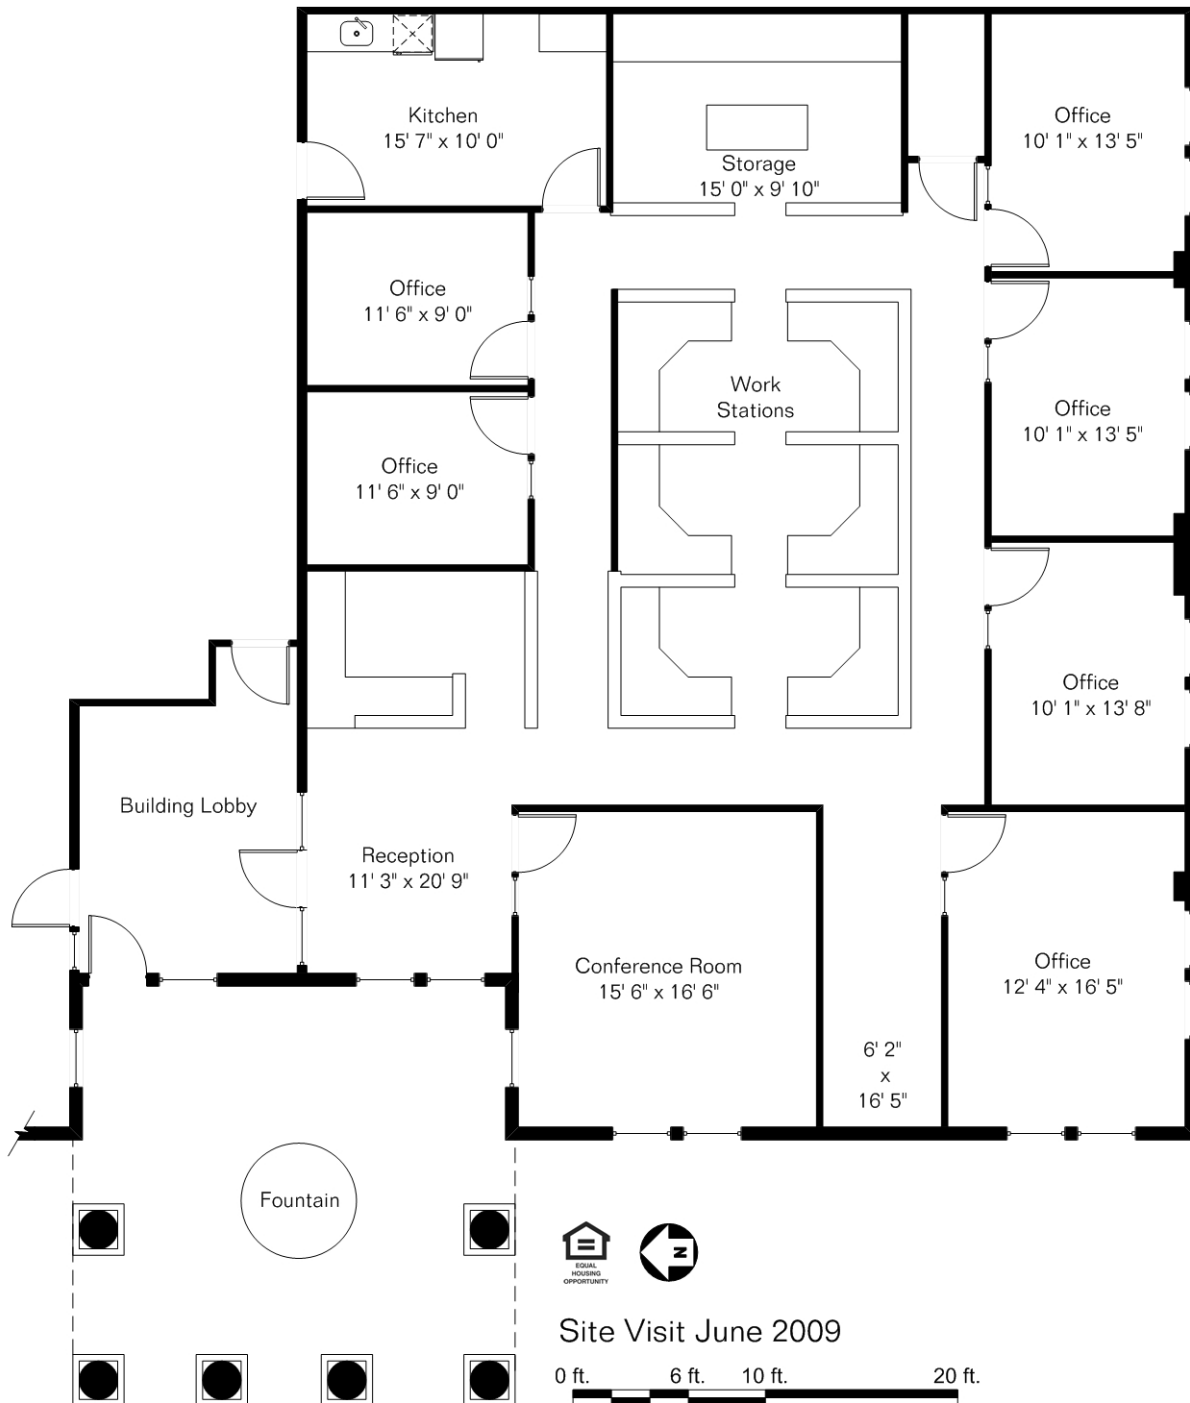 Kitchen
15' 7" x 10' 0"
Storage
15' 0" x 9' 10"
Office
10' 1" x 13' 5"
Office
11' 6" x 9' 0"
Work
Stations
Office
10' 1" x 13' 5"
Office
11' 6" x 9' 0"
Office
10' 1" x 13' 8"
Building Lobby
Reception
11' 3" x 20' 9"
Conference Room
15' 6" x 16' 6"
Office
12' 4" x 16' 5"
6' 2"
x
16' 5"
Fountain
EQUAL
HOUSING
OPPORTUNITY
N
Site Visit June 2009
0 ft. 6 ft. 10 ft. 20 ft.